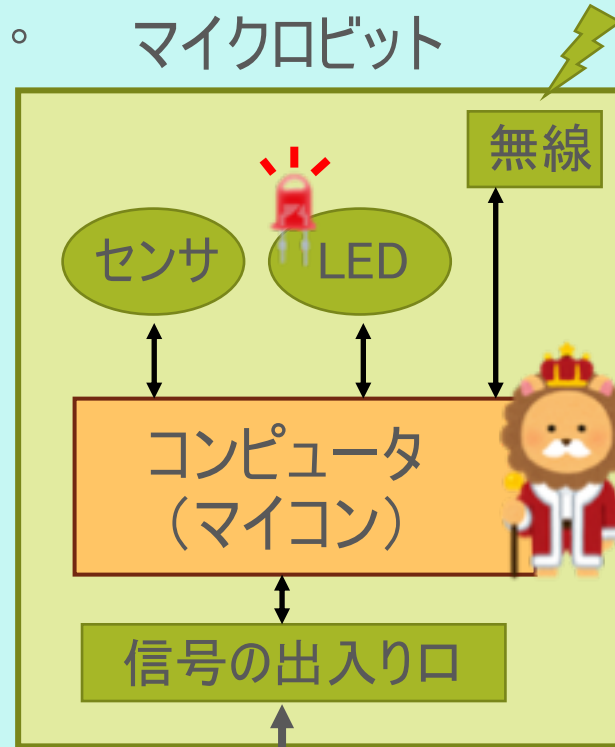 。 マイクロビット
無線
センサ
LED
コンピュータ
（マイコン）
信号の出入り口